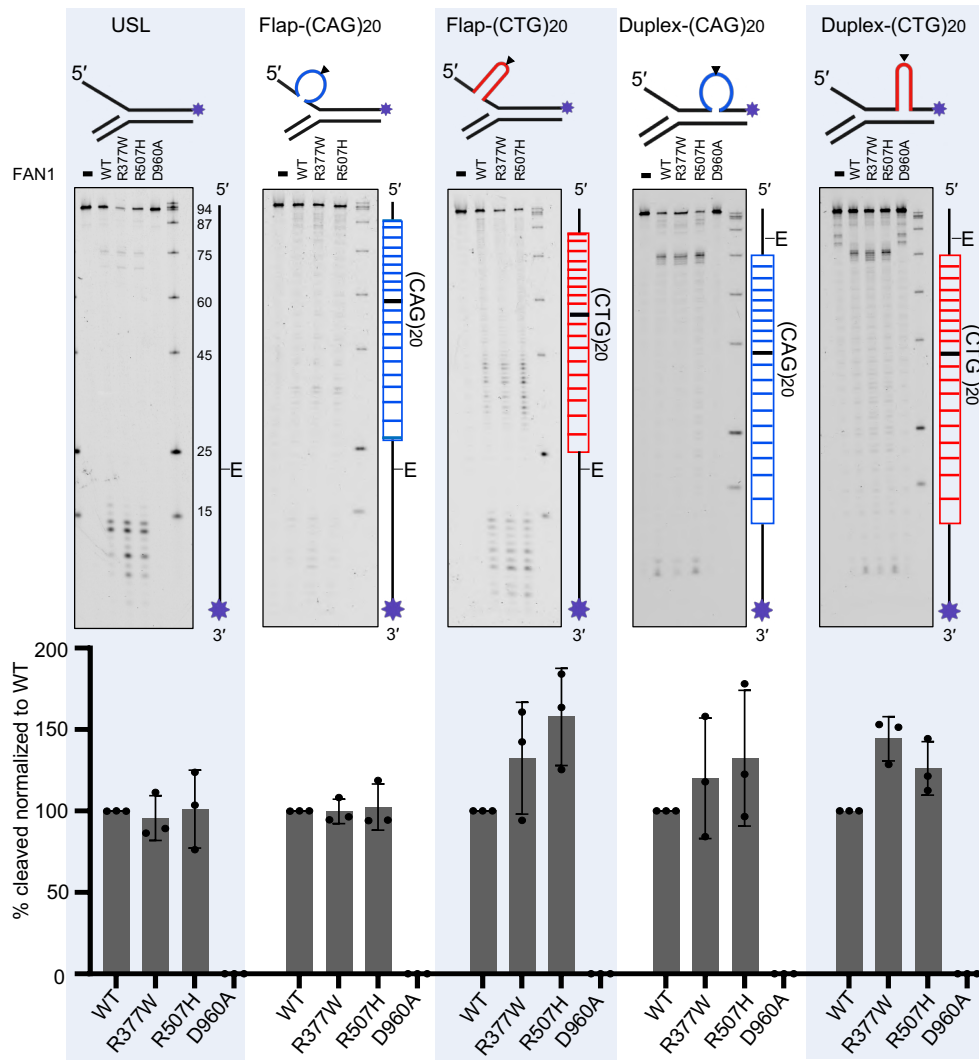 USL
Flap-(CAG)20
Flap-(CTG)20
Duplex-(CAG)20
Duplex-(CTG)20
5′
5′
5′
5′
5′
FAN1
- WT R377W R507H D960A
- WT R377W R507H
- WT R377W R507H
- WT R377W R507H D960A
- WT R377W R507H D960A
5′
94
87
75
60
45
25
15
E
3′
5′
(CAG)20
E
3′
5′
(CTG)20
E
3′
5′
E
(CAG)20
3′
5′
E
(CTG)20
3′
% cleaved normalized to WT
200
150
100
50
0
WT R377W R507H D960A
WT R377W R507H D960A
WT R377W R507H D960A
WT R377W R507H D960A
WT R377W R507H D960A